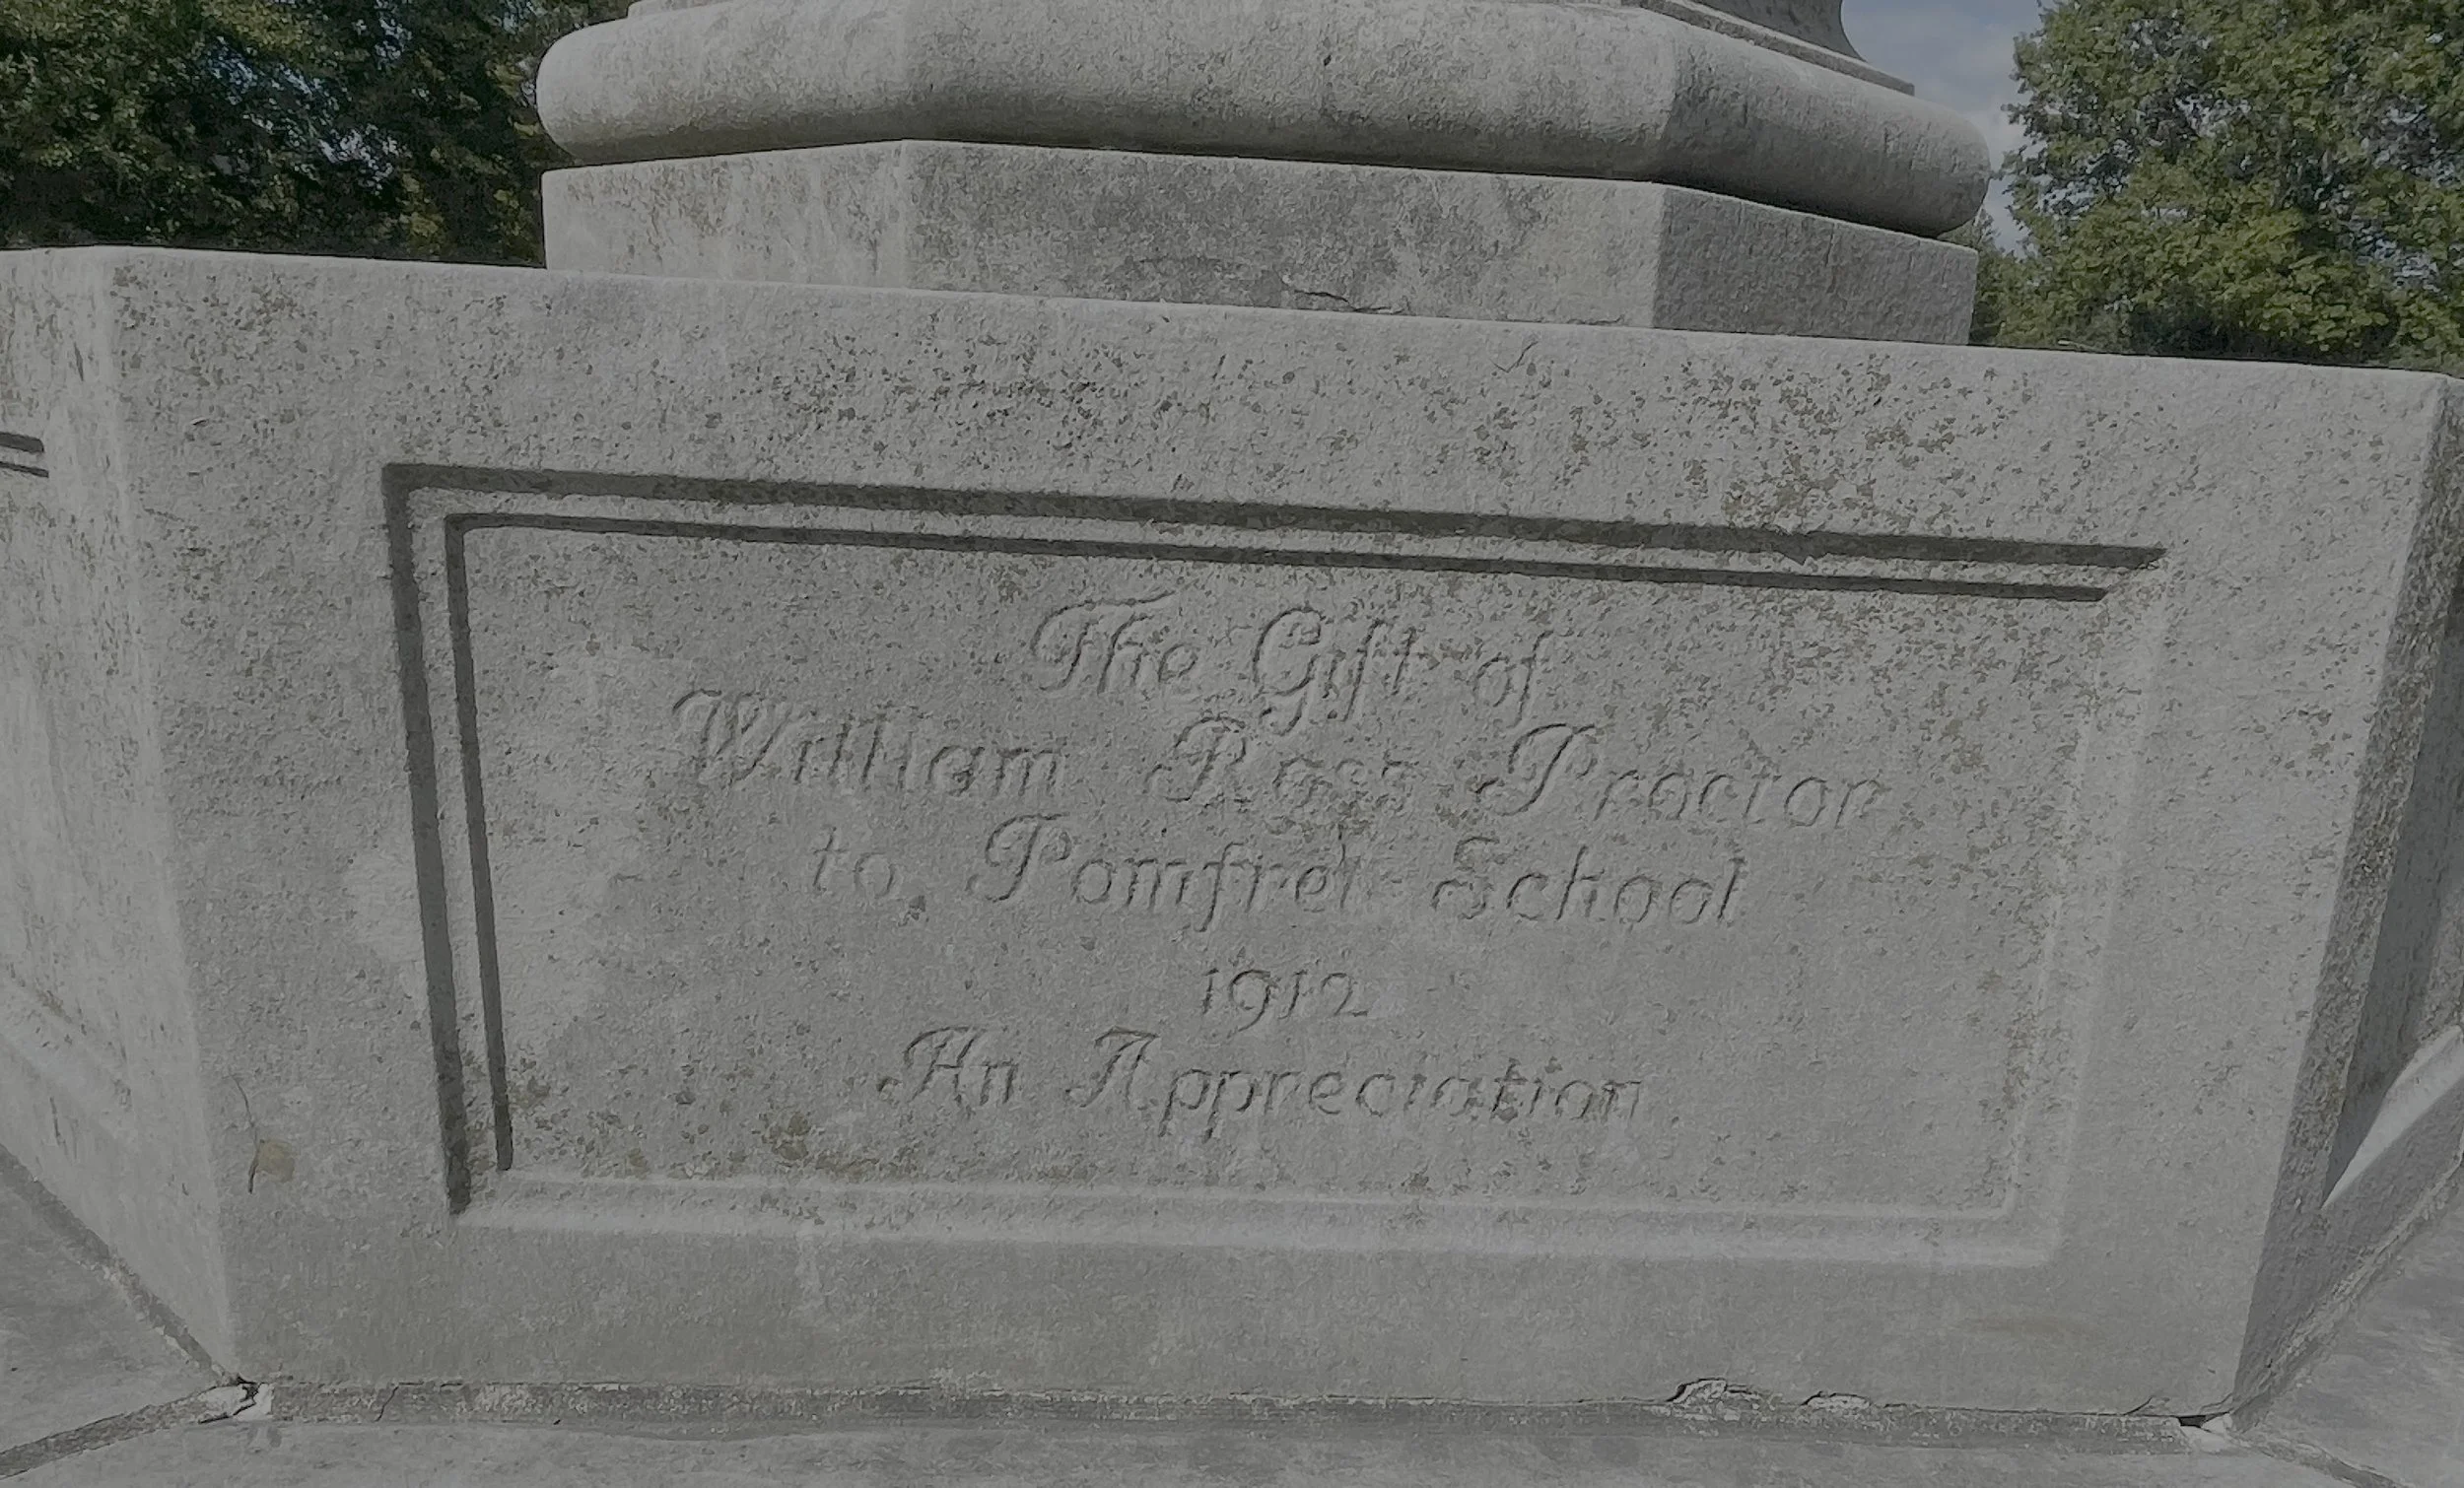 The Gift of
William Ross Proctor
to Pomfret School
1912
An Appreciation